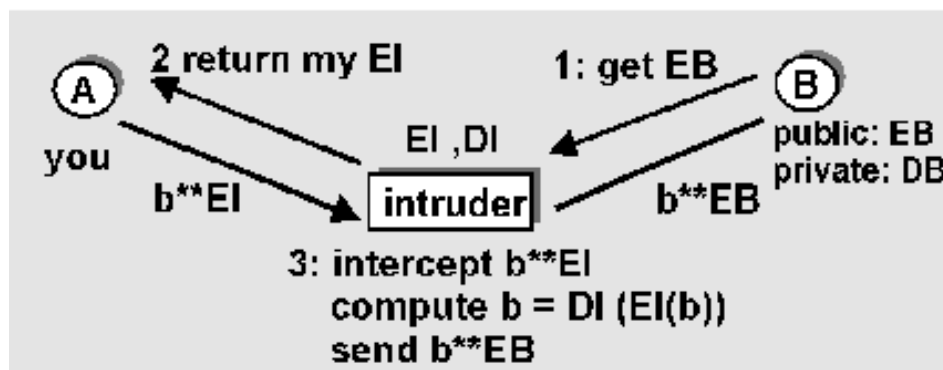 2 return my EI
1: get EB
A
B
EI ,DI
public: EB
you
private: DB
b**EI
intruder
b**EB
3: intercept b**EI
compute b = DI (EI(b))
send b**EB